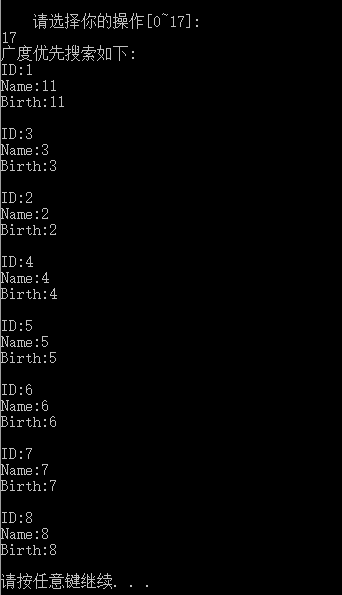 请选择你的操作[0~17]:
17
广度优先搜索如下:
ID:1
Name:11
Birth:11
ID:3
Name:3
Birth:3
ID:2
Name:2
Birth:2
ID:4
Name:4
Birth:4
ID:5
Name:5
Birth:5
ID:6
Name:6
Birth:6
ID:7
Name:7
Birth:7
ID:8
Name:8
Birth:8
请按任意键继续. . .